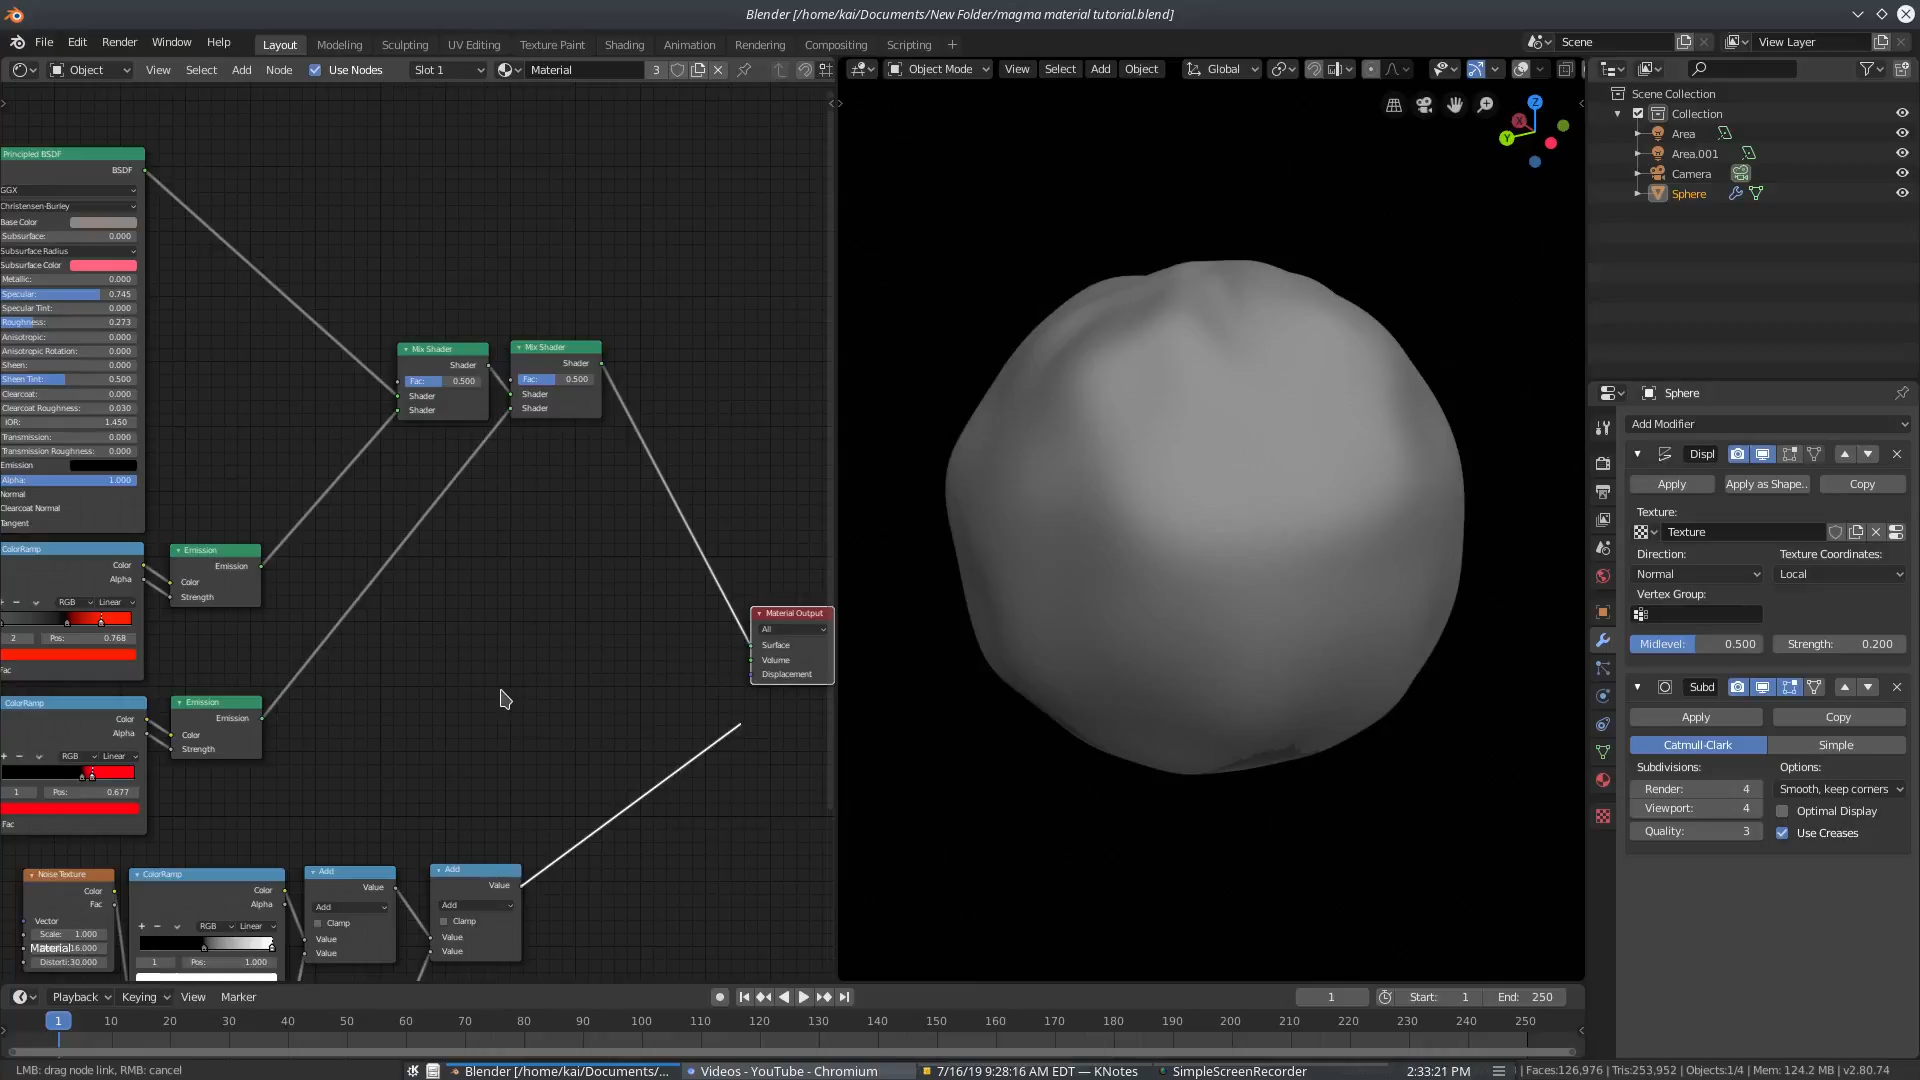 Blender [/home/kai/Documents/New Folder/magma material tutorial.blend]
File Edit Render Window Help
Layout Modeling Sculpting UV Editing Texture Paint Shading Animation Rendering Compositing Scripting +
Scene
View Layer
Object View Select Add Node Use Nodes Slot 1 Material 3
Object Mode View Select Add Object Global
Scene Collection
Collection
Area
Area.001
Camera
Sphere
Z
X
Y
Principled BSDF
BSDF
GGX
Christensen-Burley
Base Color
Subsurface: 0.000
Subsurface Radius
Subsurface Color
Metallic: 0.000
Specular: 0.745
Specular Tint: 0.000
Roughness: 0.273
Anisotropic: 0.000
Anisotropic Rotation: 0.000
Sheen: 0.000
Sheen Tint: 0.500
Clearcoat: 0.000
Clearcoat Roughness: 0.030
IOR: 1.450
Transmission: 0.000
Transmission Roughness: 0.000
Emission
Alpha: 1.000
Normal
Clearcoat Normal
Tangent
Mix Shader
Shader
Fac: 0.500
Shader
Shader
Mix Shader
Shader
Fac: 0.500
Shader
Shader
ColorRamp
Color
Alpha
RGB Linear
2 Pos: 0.768
Fac
Emission
Emission
Color
Strength
ColorRamp
Color
Alpha
RGB Linear
1 Pos: 0.677
Fac
Emission
Emission
Color
Strength
Material Output
All
Surface
Volume
Displacement
Noise Texture
Color
Fac
Vector
Scale: 1.000
Material 16.000
Distorti: 30.000
ColorRamp
Color
Alpha
RGB Linear
1 Pos: 1.000
Add
Value
Add
Clamp
Value
Value
Add
Value
Add
Clamp
Value
Value
Sphere
Add Modifier
Displ
Apply Apply as Shape.. Copy
Texture:
Texture
Direction: Texture Coordinates:
Normal Local
Vertex Group:
Midlevel: 0.500 Strength: 0.200
Subd
Apply Copy
Catmull-Clark Simple
Subdivisions: Options:
Render: 4 Smooth, keep corners
Viewport: 4 Optimal Display
Quality: 3 Use Creases
Playback Keying View Marker
1 Start: 1 End: 250
1 10 20 30 40 50 60 70 80 90 100 110 120 130 140 150 160 170 180 190 200 210 220 230 240 250
LMB: drag node link, RMB: cancel
Blender [/home/kai/Documents/... Videos - YouTube - Chromium 7/16/19 9:28:16 AM EDT — KNotes SimpleScreenRecorder 2:33:21 PM
| Faces:126,976 | Tris:253,952 | Objects:1/4 | Mem: 124.2 MB | v2.80.74